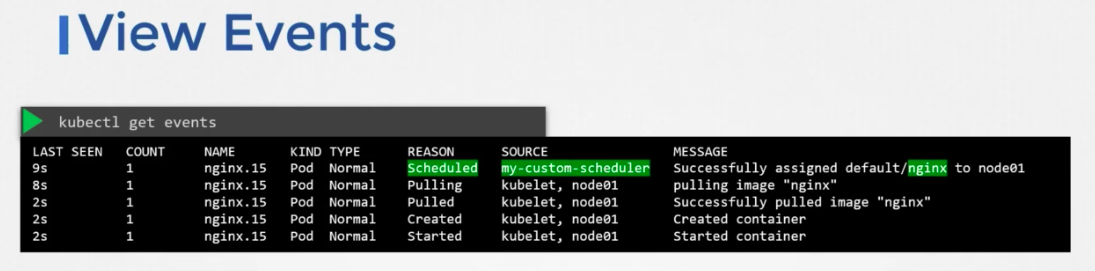 View Events
kubectl get events
LAST SEEN COUNT NAME KIND TYPE REASON SOURCE MESSAGE
9s 1 nginx.15 Pod Normal Scheduled my-custom-scheduler Successfully assigned default/nginx to node01
8s 1 nginx.15 Pod Normal Pulling kubelet, node01 pulling image "nginx"
2s 1 nginx.15 Pod Normal Pulled kubelet, node01 Successfully pulled image "nginx"
2s 1 nginx.15 Pod Normal Created kubelet, node01 Created container
2s 1 nginx.15 Pod Normal Started kubelet, node01 Started container